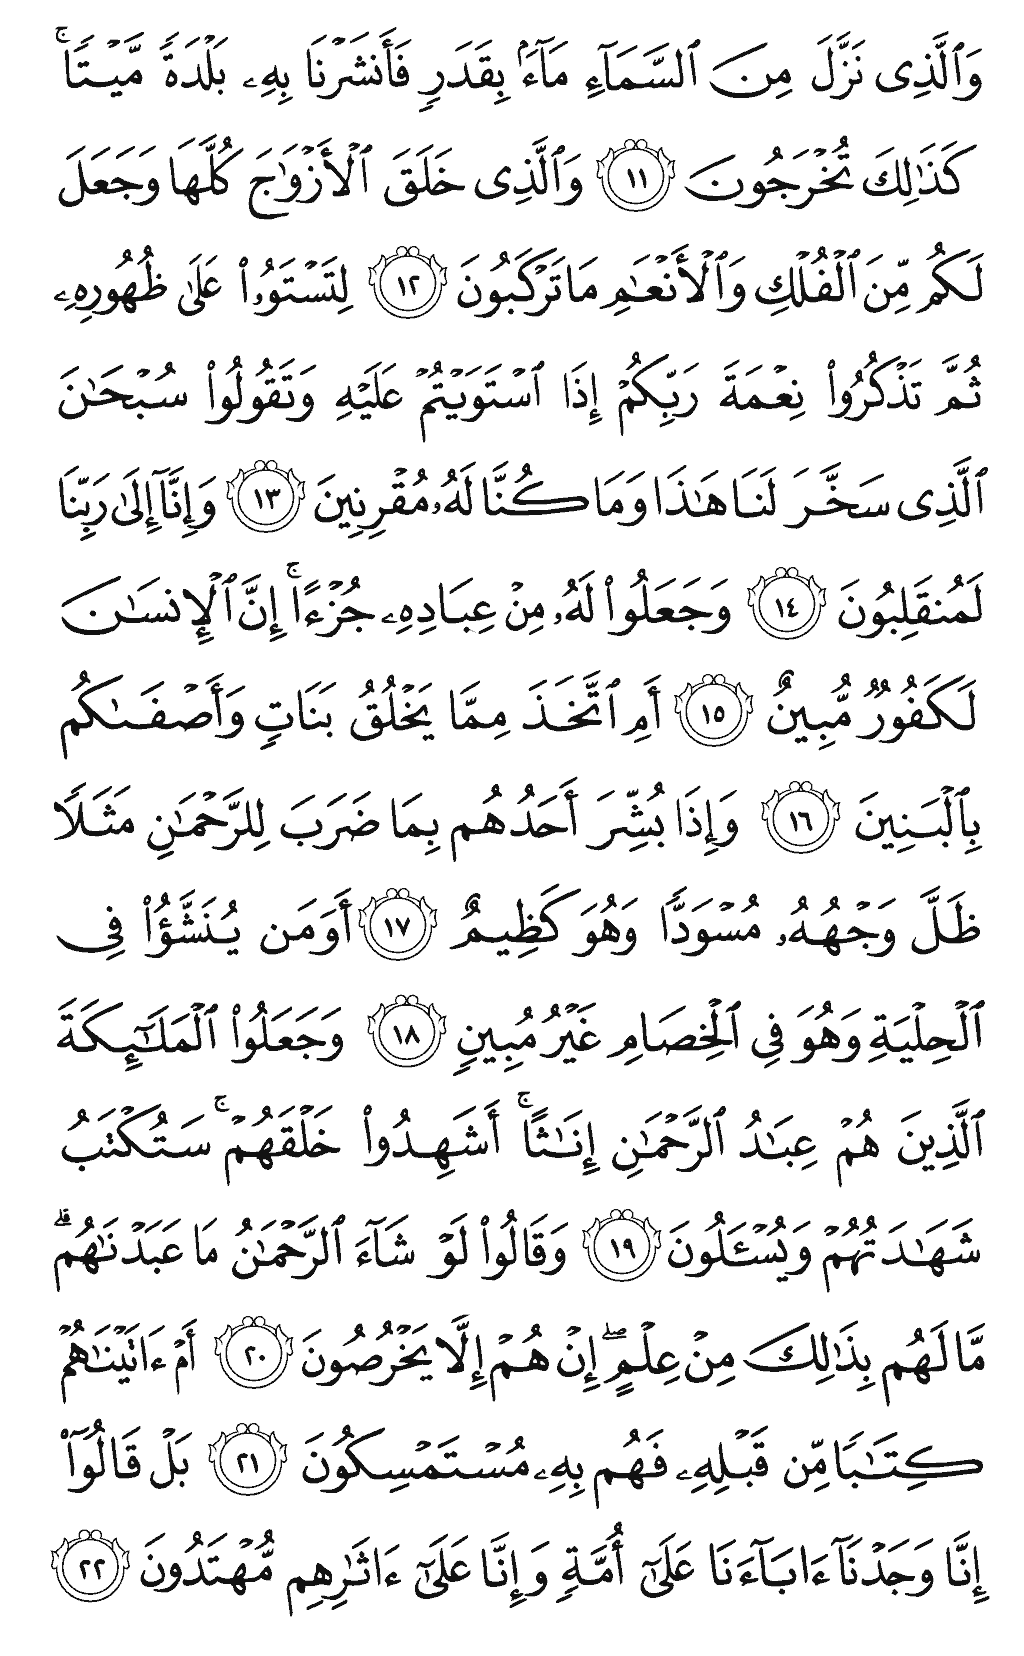 وَٱلَّذِى نَزَّلَ مِنَ ٱلسَّمَآءِ مَآءًۢ بِقَدَرٍ فَأَنشَرْنَا بِهِۦ بَلْدَةً مَّيْتًا ۚ
كَذَٰلِكَ تُخْرَجُونَ ١١ وَٱلَّذِى خَلَقَ ٱلْأَزْوَٰجَ كُلَّهَا وَجَعَلَ
لَكُم مِّنَ ٱلْفُلْكِ وَٱلْأَنْعَٰمِ مَا تَرْكَبُونَ ١٢ لِتَسْتَوُۥا۟ عَلَىٰ ظُهُورِهِۦ
ثُمَّ تَذْكُرُوا۟ نِعْمَةَ رَبِّكُمْ إِذَا ٱسْتَوَيْتُمْ عَلَيْهِ وَتَقُولُوا۟ سُبْحَٰنَ
ٱلَّذِى سَخَّرَ لَنَا هَٰذَا وَمَا كُنَّا لَهُۥ مُقْرِنِينَ ١٣ وَإِنَّآ إِلَىٰ رَبِّنَا
لَمُنقَلِبُونَ ١٤ وَجَعَلُوا۟ لَهُۥ مِنْ عِبَادِهِۦ جُزْءًا ۚ إِنَّ ٱلْإِنسَٰنَ
لَكَفُورٌ مُّبِينٌ ١٥ أَمِ ٱتَّخَذَ مِمَّا يَخْلُقُ بَنَاتٍ وَأَصْفَىٰكُم
بِٱلْبَنِينَ ١٦ وَإِذَا بُشِّرَ أَحَدُهُم بِمَا ضَرَبَ لِلرَّحْمَٰنِ مَثَلًا
ظَلَّ وَجْهُهُۥ مُسْوَدًّا وَهُوَ كَظِيمٌ ١٧ أَوَمَن يُنَشَّؤُا۟ فِى
ٱلْحِلْيَةِ وَهُوَ فِى ٱلْخِصَامِ غَيْرُ مُبِينٍ ١٨ وَجَعَلُوا۟ ٱلْمَلَٰٓئِكَةَ
ٱلَّذِينَ هُمْ عِبَٰدُ ٱلرَّحْمَٰنِ إِنَٰثًا ۚ أَشَهِدُوا۟ خَلْقَهُمْ ۚ سَتُكْتَبُ
شَهَٰدَتُهُمْ وَيُسْـَٔلُونَ ١٩ وَقَالُوا۟ لَوْ شَآءَ ٱلرَّحْمَٰنُ مَا عَبَدْنَٰهُم ۗ
مَّا لَهُم بِذَٰلِكَ مِنْ عِلْمٍ ۖ إِنْ هُمْ إِلَّا يَخْرُصُونَ ٢٠ أَمْ ءَاتَيْنَٰهُمْ
كِتَٰبًا مِّن قَبْلِهِۦ فَهُم بِهِۦ مُسْتَمْسِكُونَ ٢١ بَلْ قَالُوٓا۟
إِنَّا وَجَدْنَآ ءَابَآءَنَا عَلَىٰٓ أُمَّةٍ وَإِنَّا عَلَىٰٓ ءَاثَٰرِهِم مُّهْتَدُونَ ٢٢